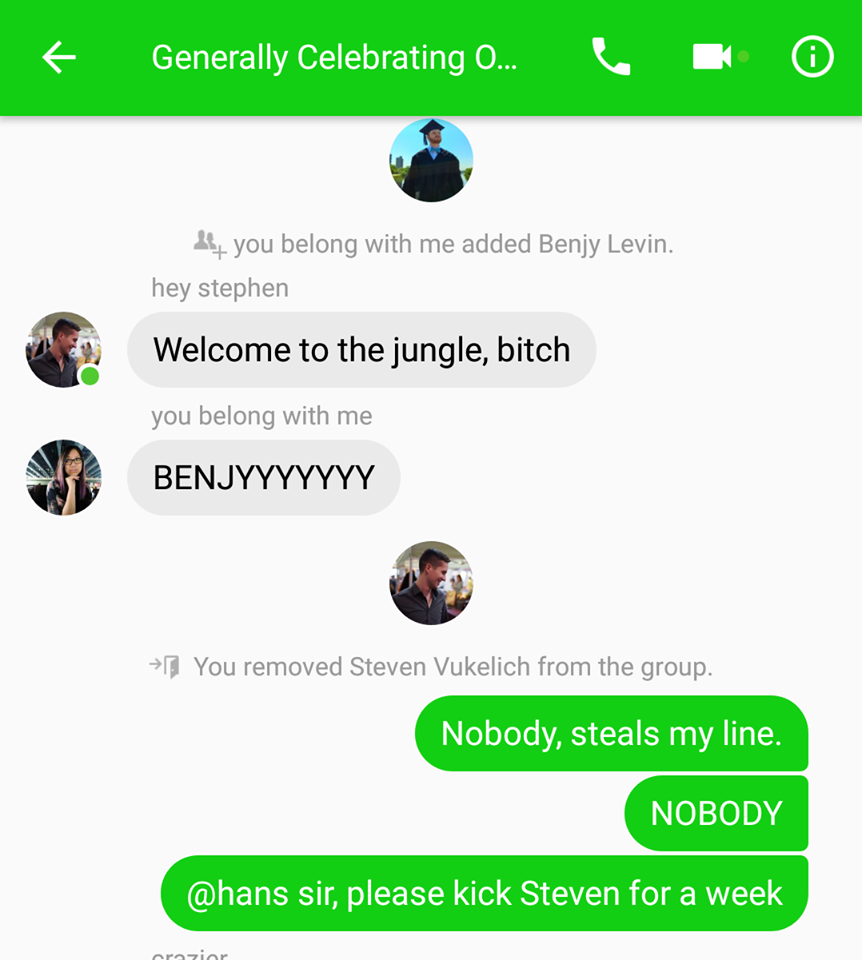 Generally Celebrating O...
you belong with me added Benjy Levin.
hey stephen
Welcome to the jungle, bitch
you belong with me
BENJYYYYYYY
You removed Steven Vukelich from the group.
Nobody, steals my line.
NOBODY
@hans sir, please kick Steven for a week
crazier